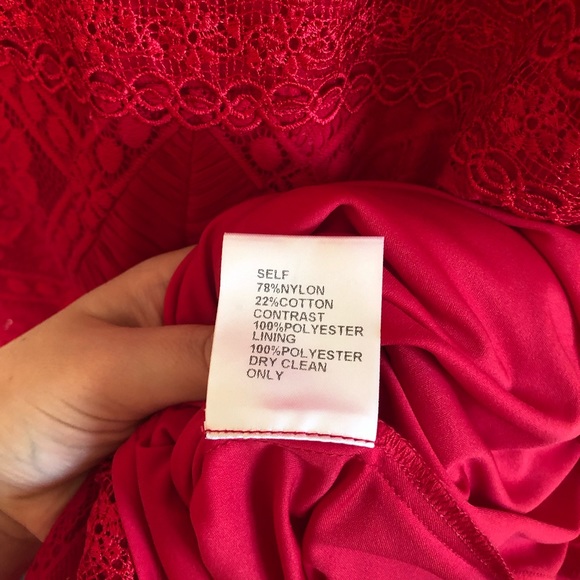 SELF
78%NYLON
22%COTTON
CONTRAST
100%POLYESTER
LINING
100%POLYESTER
DRY CLEAN
ONLY